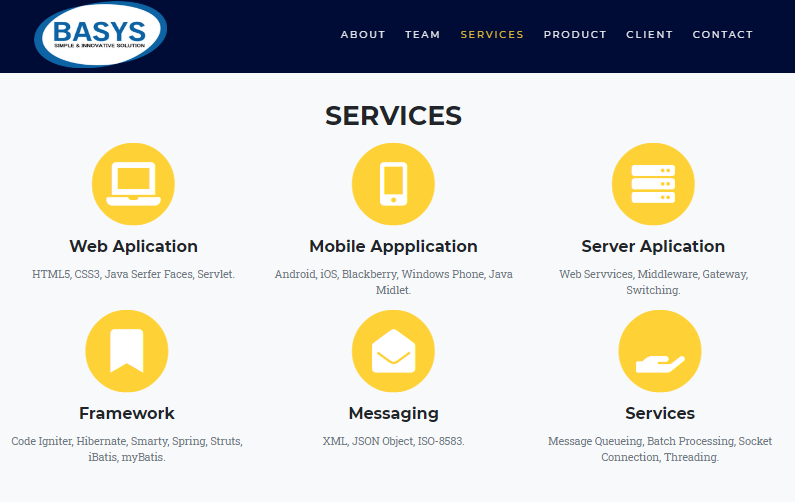 BASYS
SIMPLE & INNOVATIVE SOLUTION
ABOUT TEAM SERVICES PRODUCT CLIENT CONTACT
SERVICES
Web Aplication
HTML5, CSS3, Java Serfer Faces, Servlet.
Mobile Appplication
Android, iOS, Blackberry, Windows Phone, Java
Midlet.
Server Aplication
Web Servvices, Middleware, Gateway,
Switching.
Framework
Code Igniter, Hibernate, Smarty, Spring, Struts,
iBatis, myBatis.
Messaging
XML, JSON Object, ISO-8583.
Services
Message Queueing, Batch Processing, Socket
Connection, Threading.